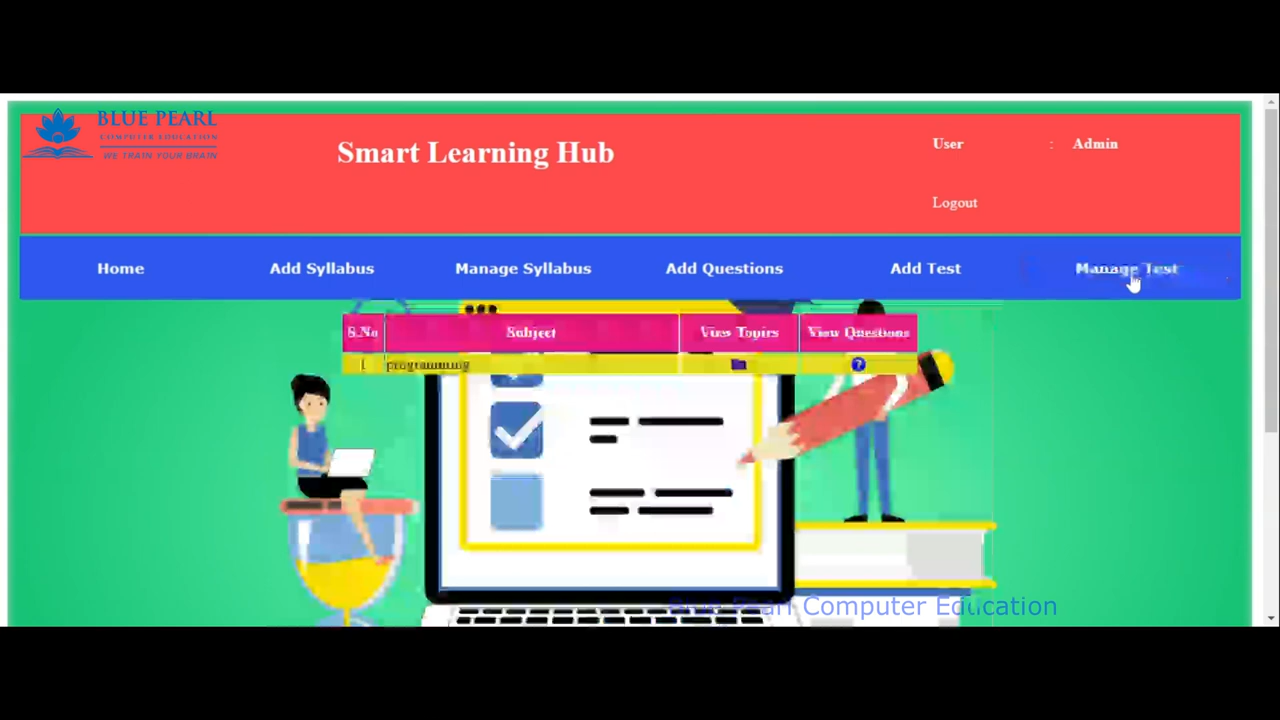 BLUE PEARL
COMPUTER EDUCATION
WE TRAIN YOUR BRAIN
Smart Learning Hub
User : Admin
Logout
Home Add Syllabus Manage Syllabus Add Questions Add Test Manage Test
S.No Subject View Topics View Questions
1 programming
Blue Pearl Computer Education